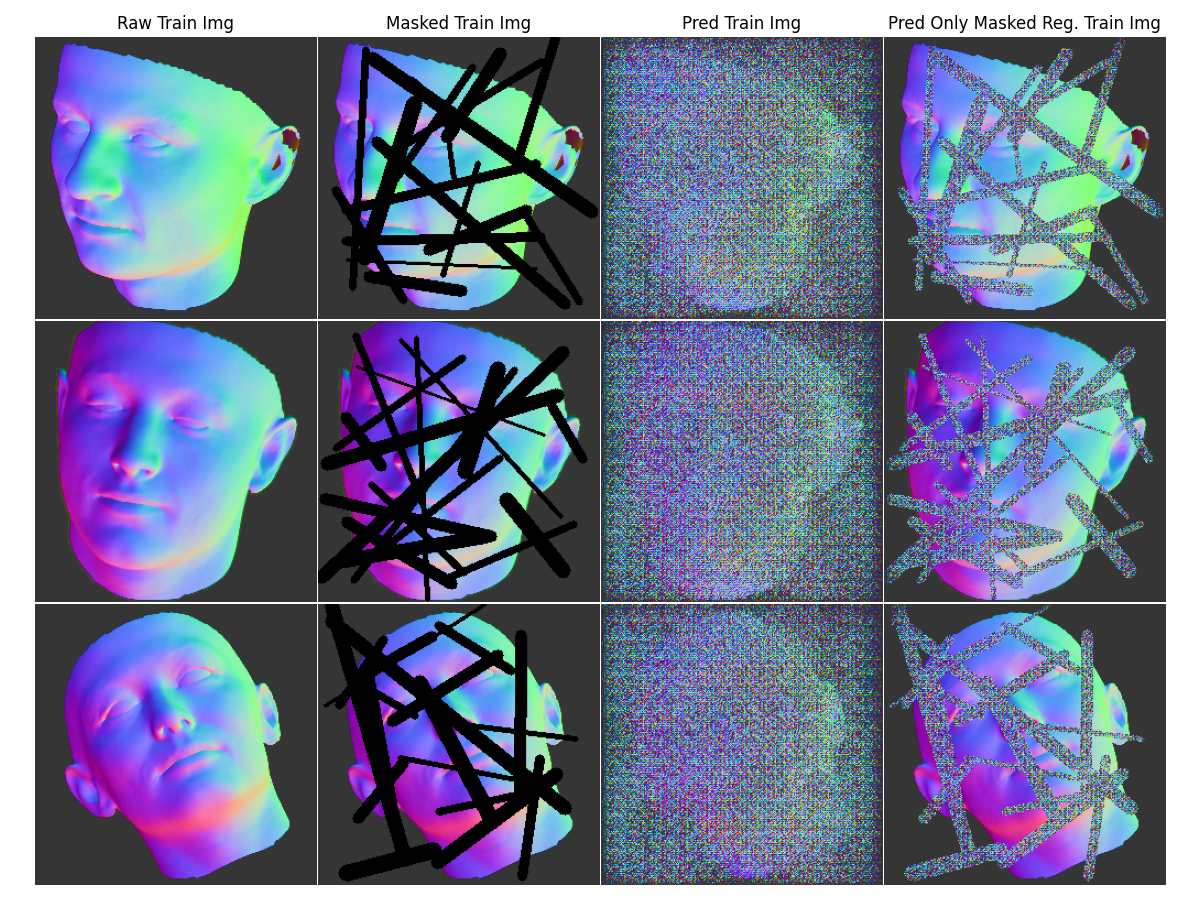 Raw Train Img
Masked Train Img
Pred Train Img
Pred Only Masked Reg. Train Img